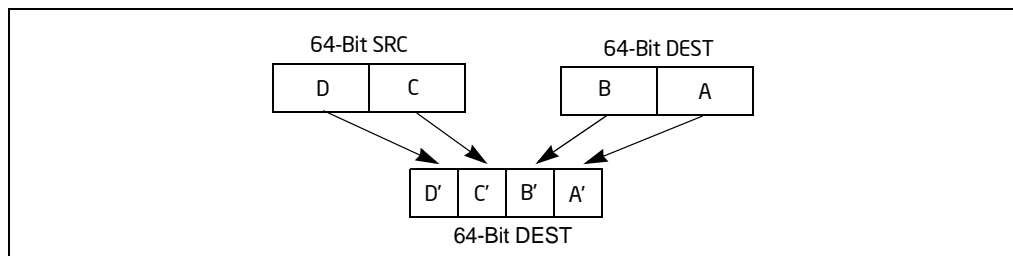 64-Bit SRC
64-Bit DEST
D C
B A
D’ C’ B’ A’
64-Bit DEST